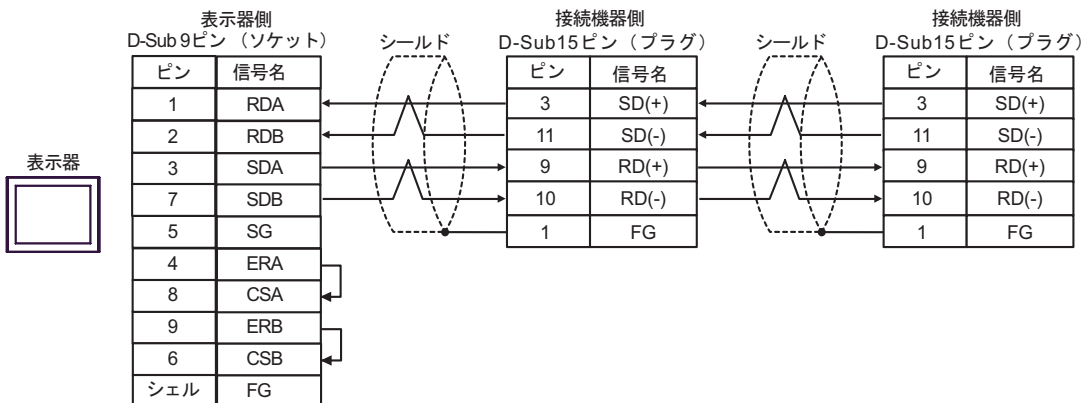 表示器
表示器側
D-Sub 9ピン （ソケット）
ピン 信号名
1 RDA
2 RDB
3 SDA
7 SDB
5 SG
4 ERA
8 CSA
9 ERB
6 CSB
シェル FG
シールド
接続機器側
D-Sub15ピン（プラグ）
ピン 信号名
3 SD(+)
11 SD(-)
9 RD(+)
10 RD(-)
1 FG
シールド
接続機器側
D-Sub15ピン（プラグ）
ピン 信号名
3 SD(+)
11 SD(-)
9 RD(+)
10 RD(-)
1 FG